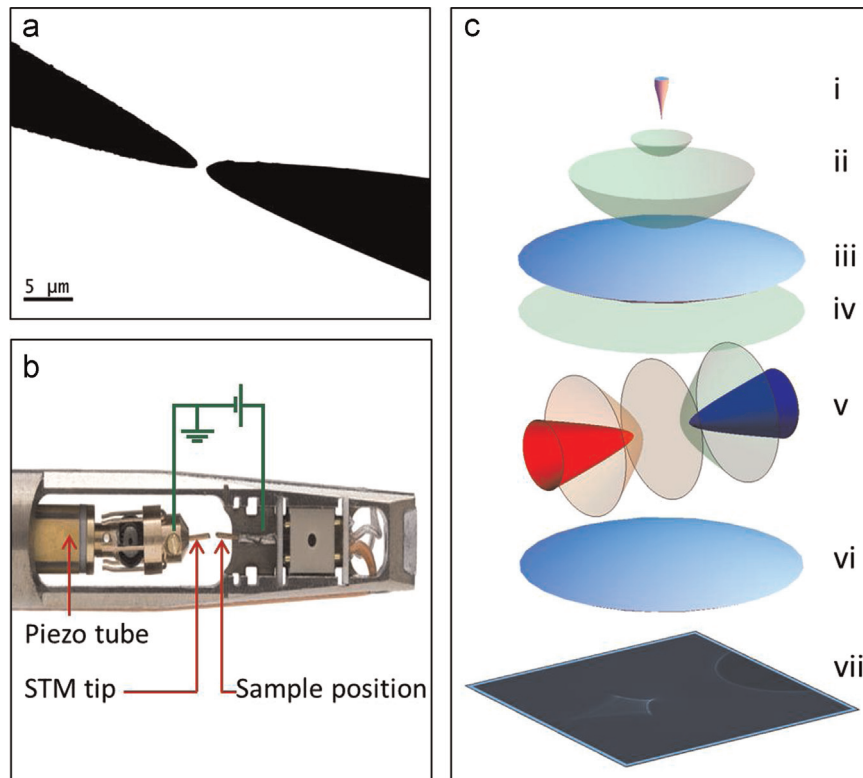 a
5 μm
b
Piezo tube
STM tip
Sample position
c
i
ii
iii
iv
v
vi
vii